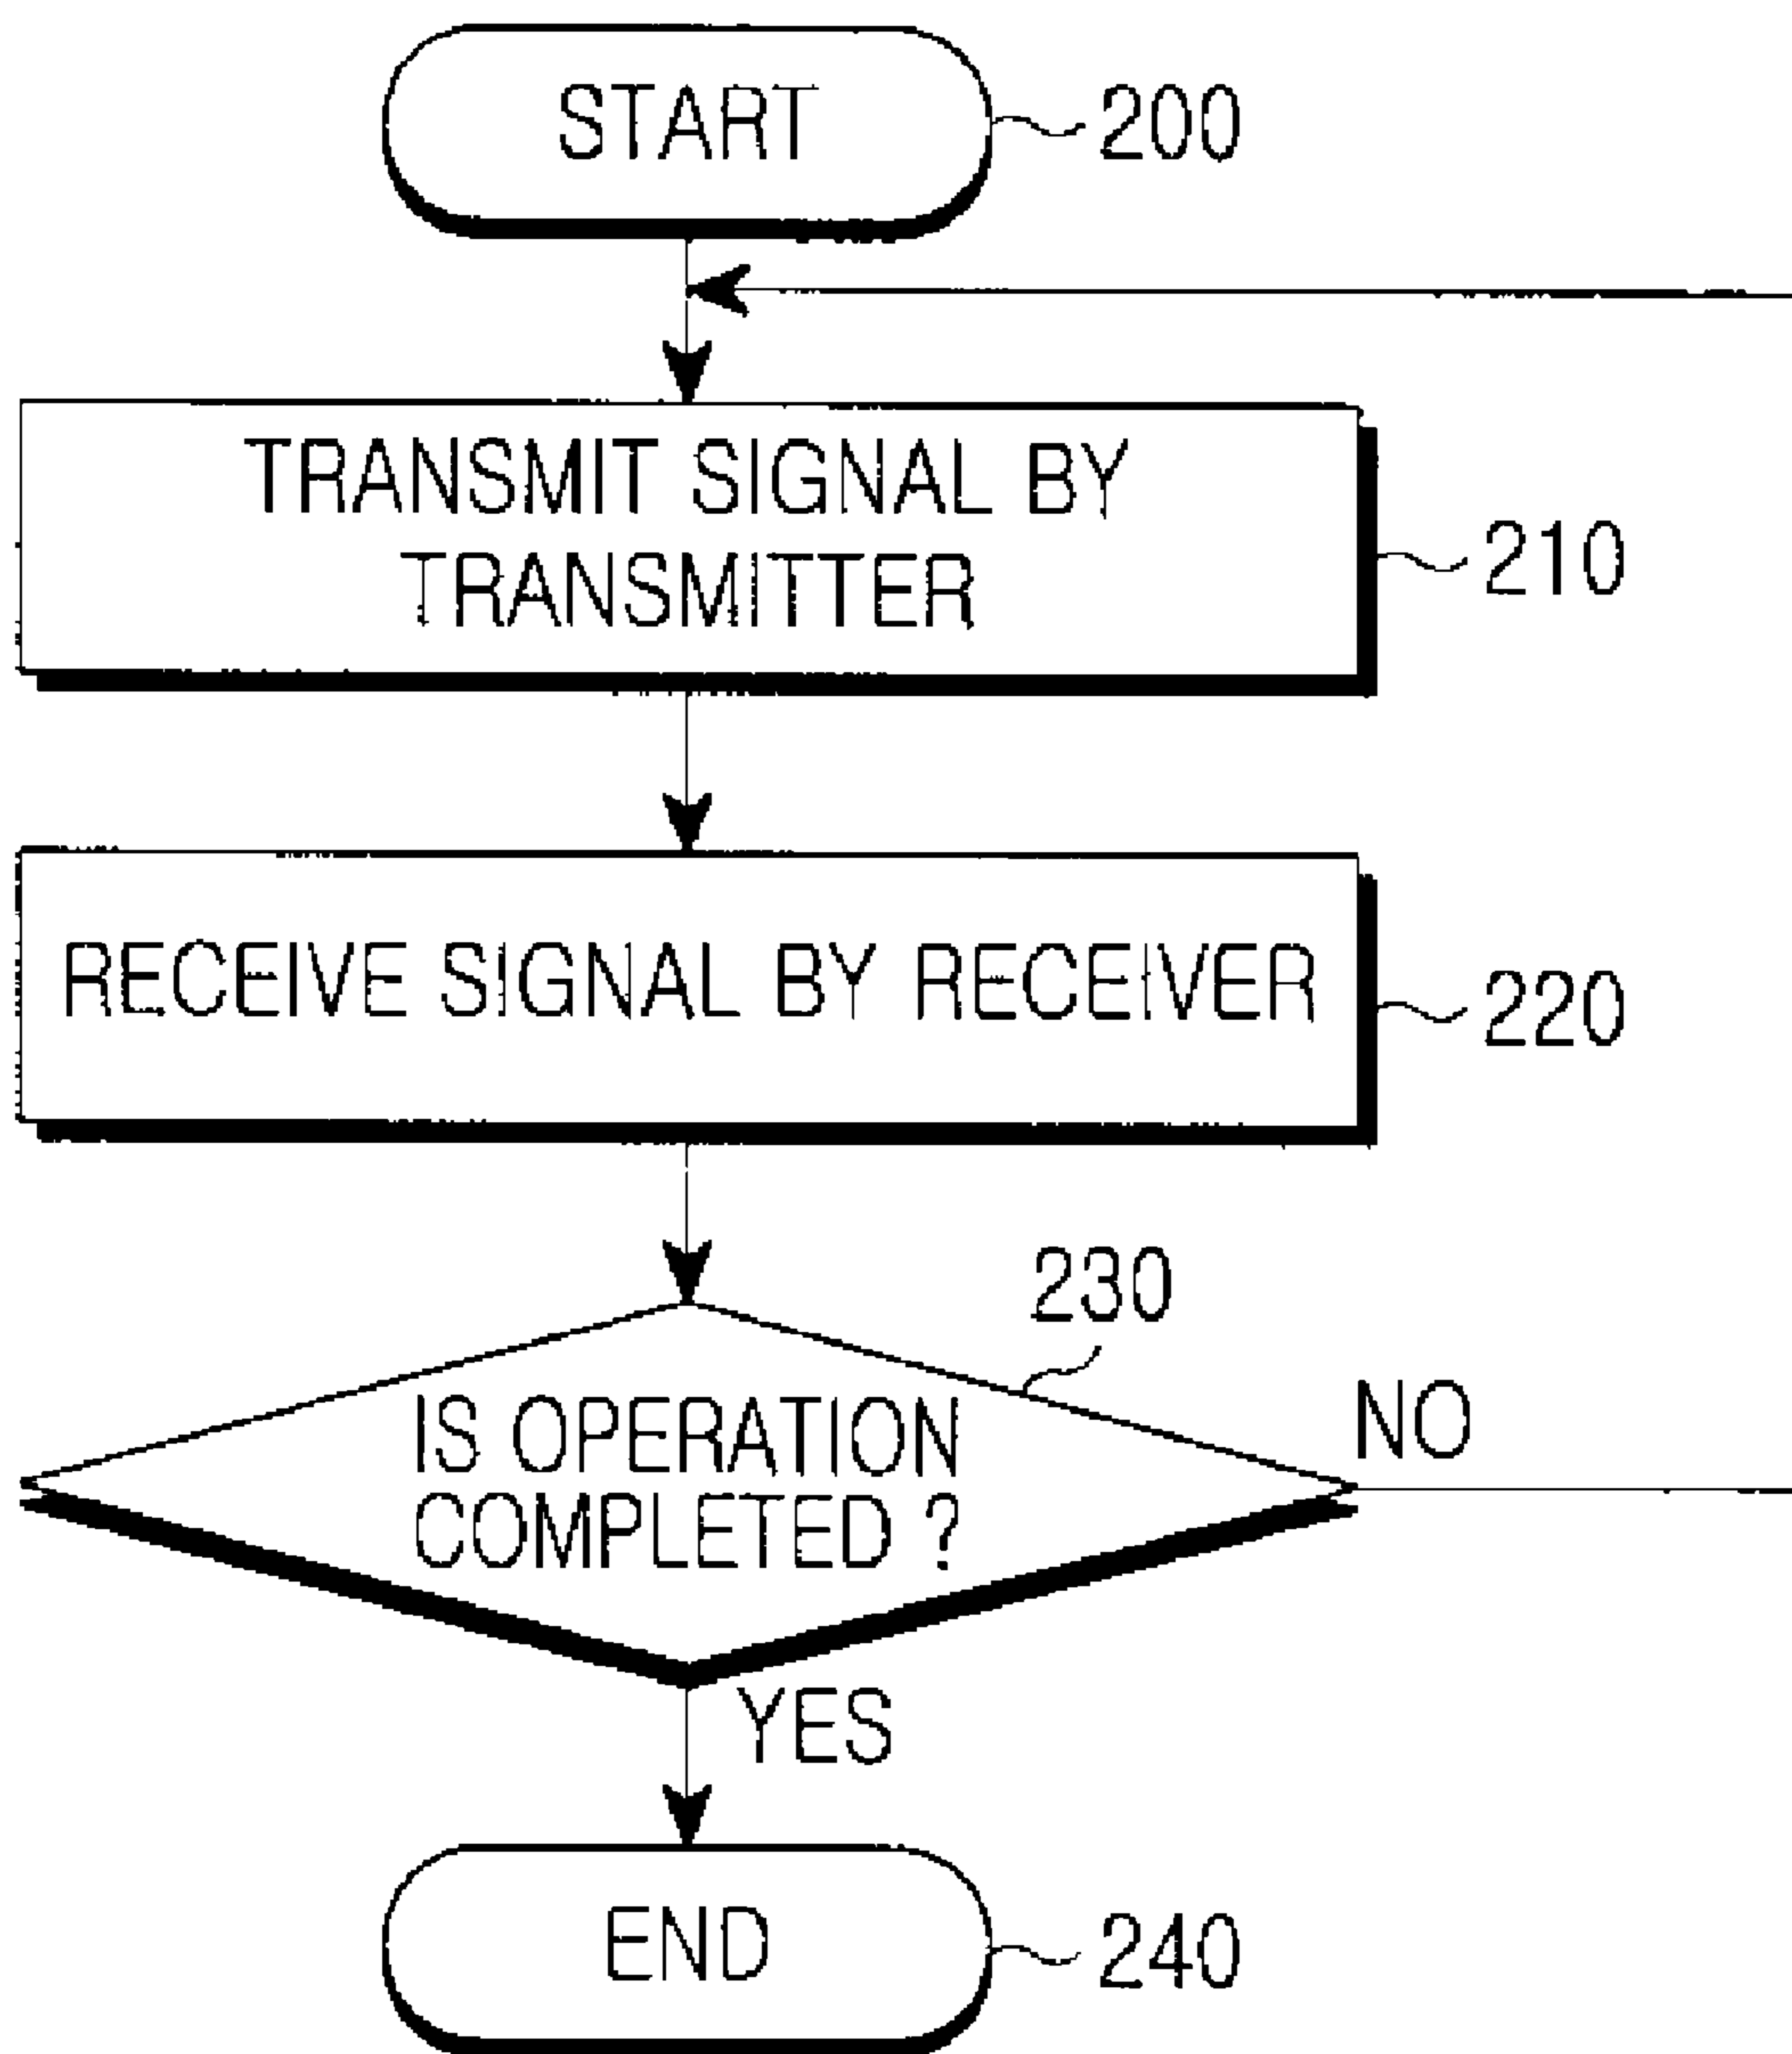 START
200
TRANSMIT SIGNAL BY
TRANSMITTER
210
RECEIVE SIGNAL BY RECEIVER
220
230
IS OPERATION
COMPLETED ?
NO
YES
END
240